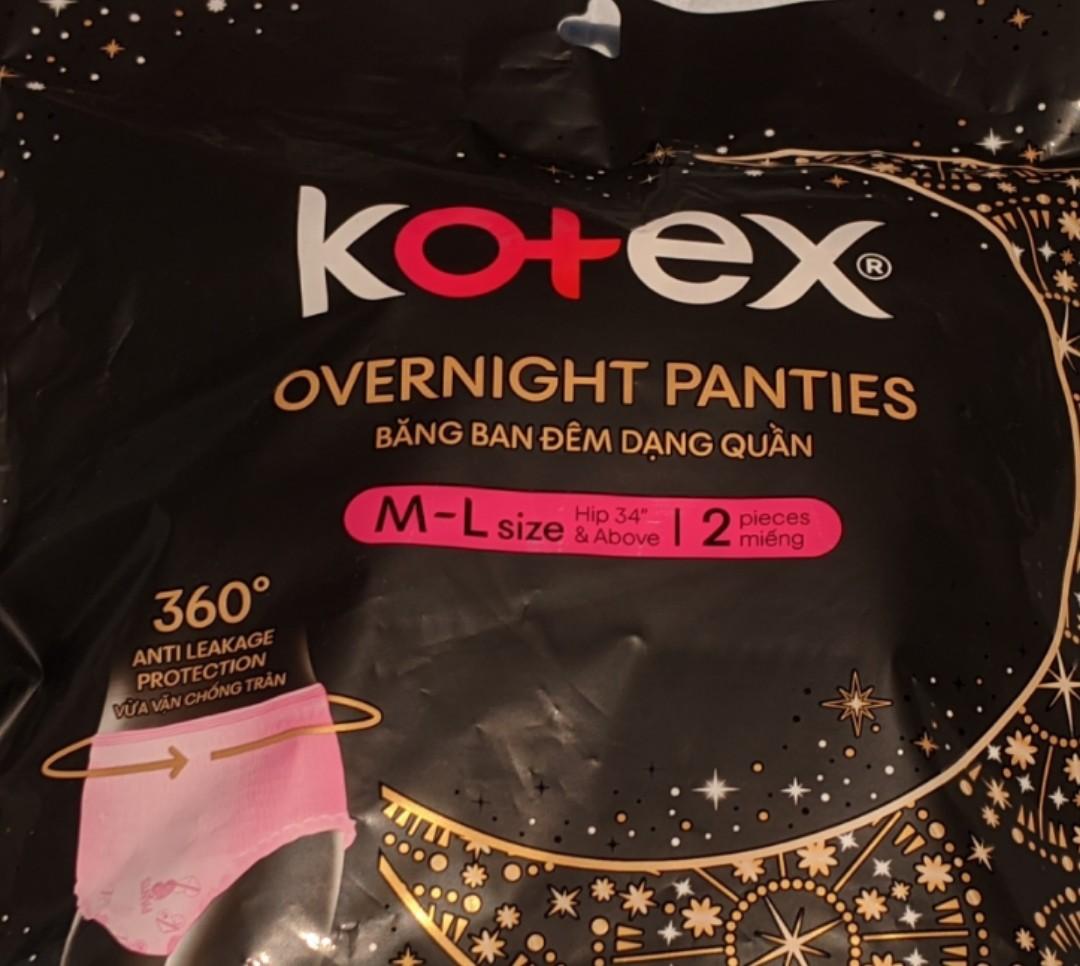 kotex®
OVERNIGHT PANTIES
BĂNG BAN ĐÊM DẠNG QUẦN
M-L size Hip 34" & Above | 2 pieces miếng
360°
ANTI LEAKAGE
PROTECTION
VỪA VẶN CHỐNG TRÀN